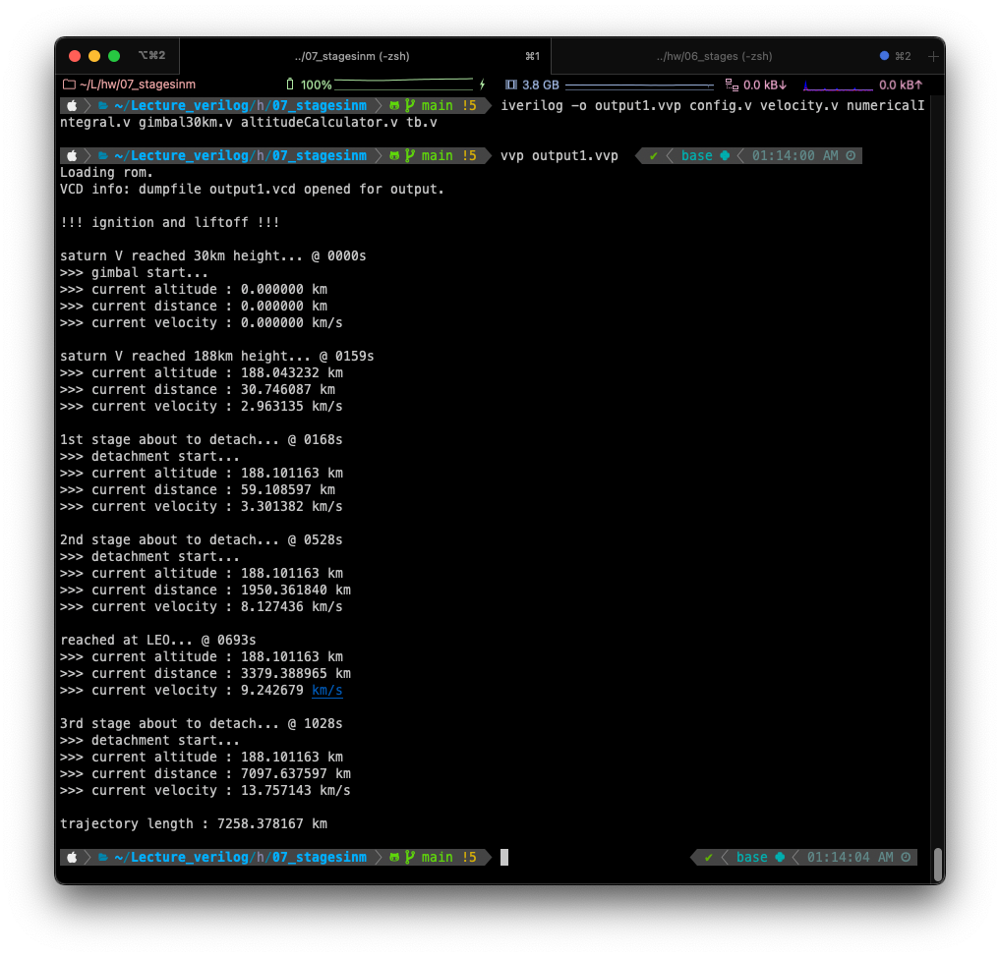 ⌥⌘2
../07_stagesinm (-zsh)
⌘1
../hw/06_stages (-zsh)
⌘2
~/L/hw/07_stagesinm
100%
3.8 GB
0.0 kB↓
0.0 kB↑
~/Lecture_verilog/h/07_stagesinm main !5 iverilog -o output1.vvp config.v velocity.v numericalI
ntegral.v gimbal30km.v altitudeCalculator.v tb.v
~/Lecture_verilog/h/07_stagesinm main !5 vvp output1.vvp ✔ base 01:14:00 AM
Loading rom.
VCD info: dumpfile output1.vcd opened for output.
!!! ignition and liftoff !!!
saturn V reached 30km height... @ 0000s
>>> gimbal start...
>>> current altitude : 0.000000 km
>>> current distance : 0.000000 km
>>> current velocity : 0.000000 km/s
saturn V reached 188km height... @ 0159s
>>> current altitude : 188.043232 km
>>> current distance : 30.746087 km
>>> current velocity : 2.963135 km/s
1st stage about to detach... @ 0168s
>>> detachment start...
>>> current altitude : 188.101163 km
>>> current distance : 59.108597 km
>>> current velocity : 3.301382 km/s
2nd stage about to detach... @ 0528s
>>> detachment start...
>>> current altitude : 188.101163 km
>>> current distance : 1950.361840 km
>>> current velocity : 8.127436 km/s
reached at LEO... @ 0693s
>>> current altitude : 188.101163 km
>>> current distance : 3379.388965 km
>>> current velocity : 9.242679 km/s
3rd stage about to detach... @ 1028s
>>> detachment start...
>>> current altitude : 188.101163 km
>>> current distance : 7097.637597 km
>>> current velocity : 13.757143 km/s
trajectory length : 7258.378167 km
~/Lecture_verilog/h/07_stagesinm main !5 ✔ base 01:14:04 AM